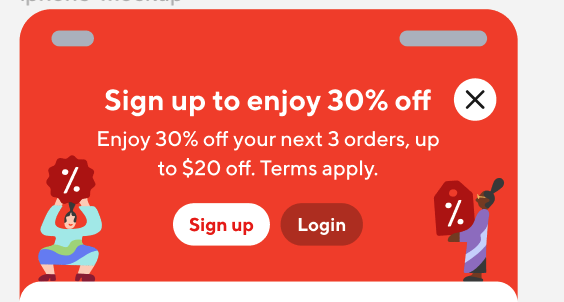 Sign up to enjoy 30% off
Enjoy 30% off your next 3 orders, up
to $20 off. Terms apply.
Sign up
Login
%
%